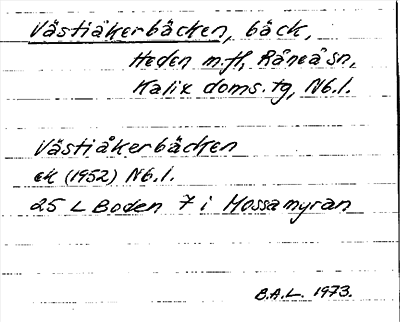 Västiåkerbäcken, bäck,
Heden m.fl, Råneå sn,
Kalix doms. tg, Nb.l.
Västiåkerbäcken
ek (1952) Nb.l.
25 L Boden 7 i Mossamyran
B.A.L. 1973.